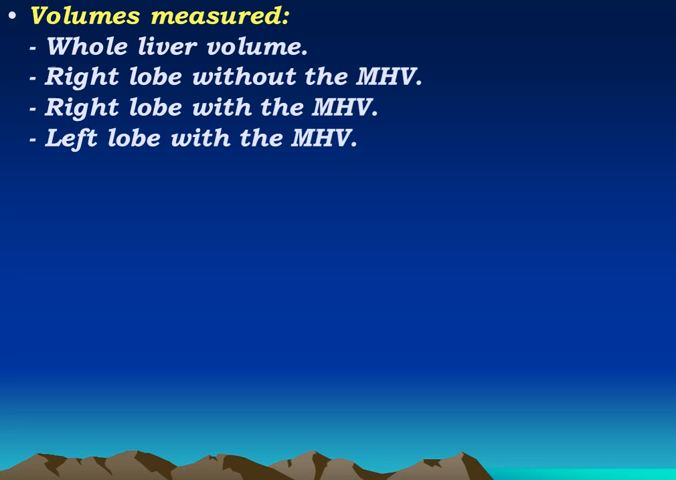 • Volumes measured:
- Whole liver volume.
- Right lobe without the MHV.
- Right lobe with the MHV.
- Left lobe with the MHV.